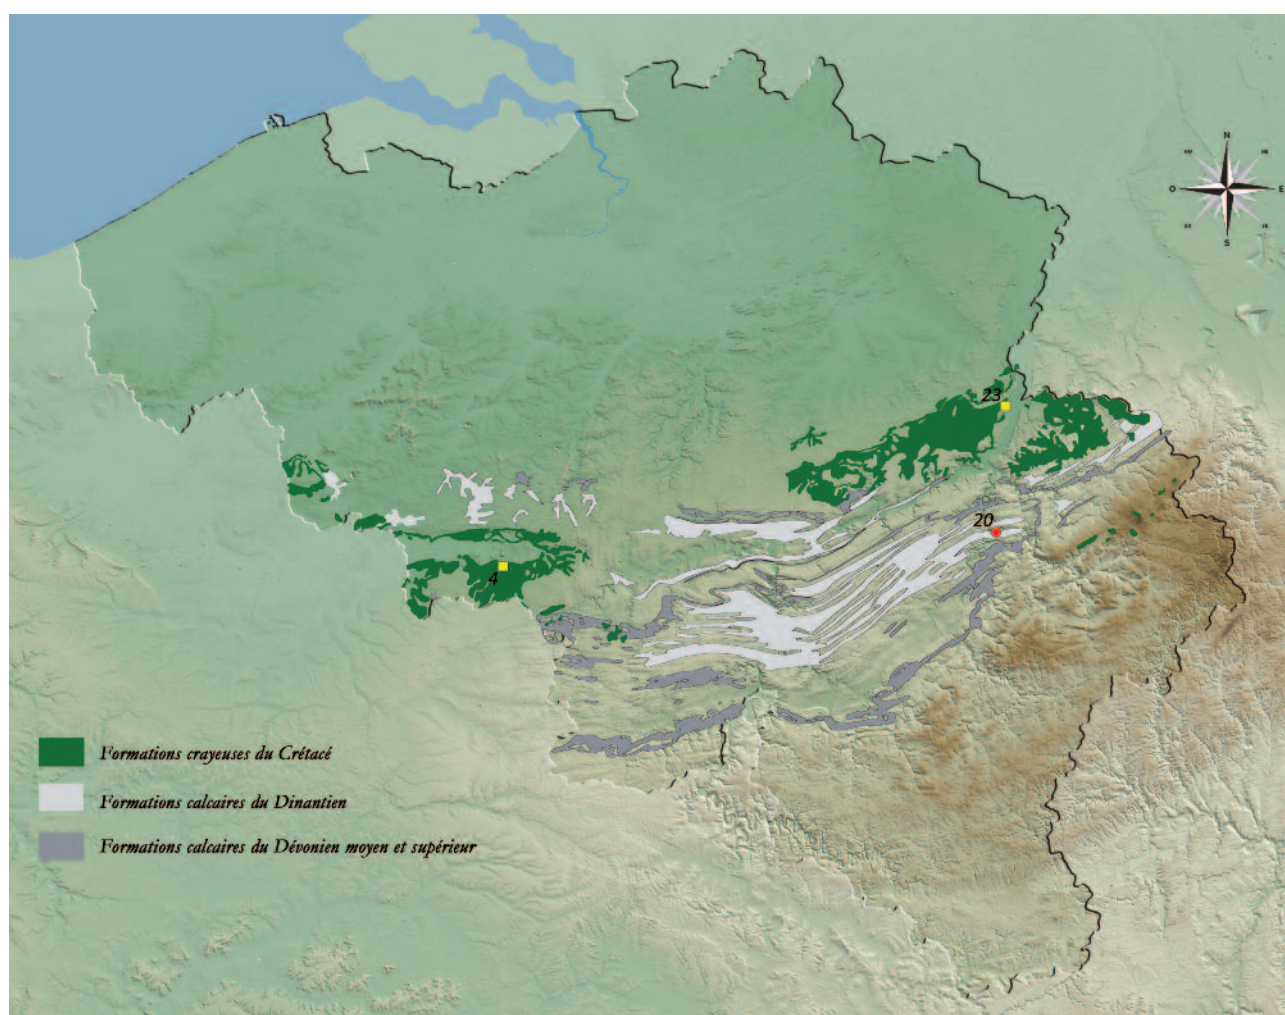 N
O
E
S
23
20
4
Formations crayeuses du Crétacé
Formations calcaires du Dinantien
Formations calcaires du Dévonien moyen et supérieur